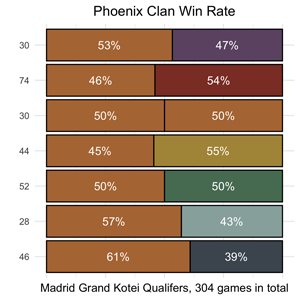 Phoenix Clan Win Rate
30 53% 47%
74 46% 54%
30 50% 50%
44 45% 55%
52 50% 50%
28 57% 43%
46 61% 39%
Madrid Grand Kotei Qualifers, 304 games in total